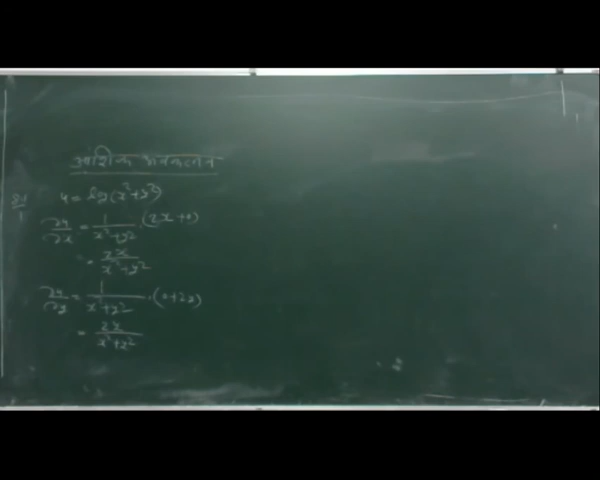 आंशिक अवकलन
u = log(x²+y²)
∂u/∂x = 1/(x²+y²) · (2x+0)
= 2x/(x²+y²)
∂u/∂y = 1/(x²+y²) · (0+2y)
= 2y/(x²+y²)